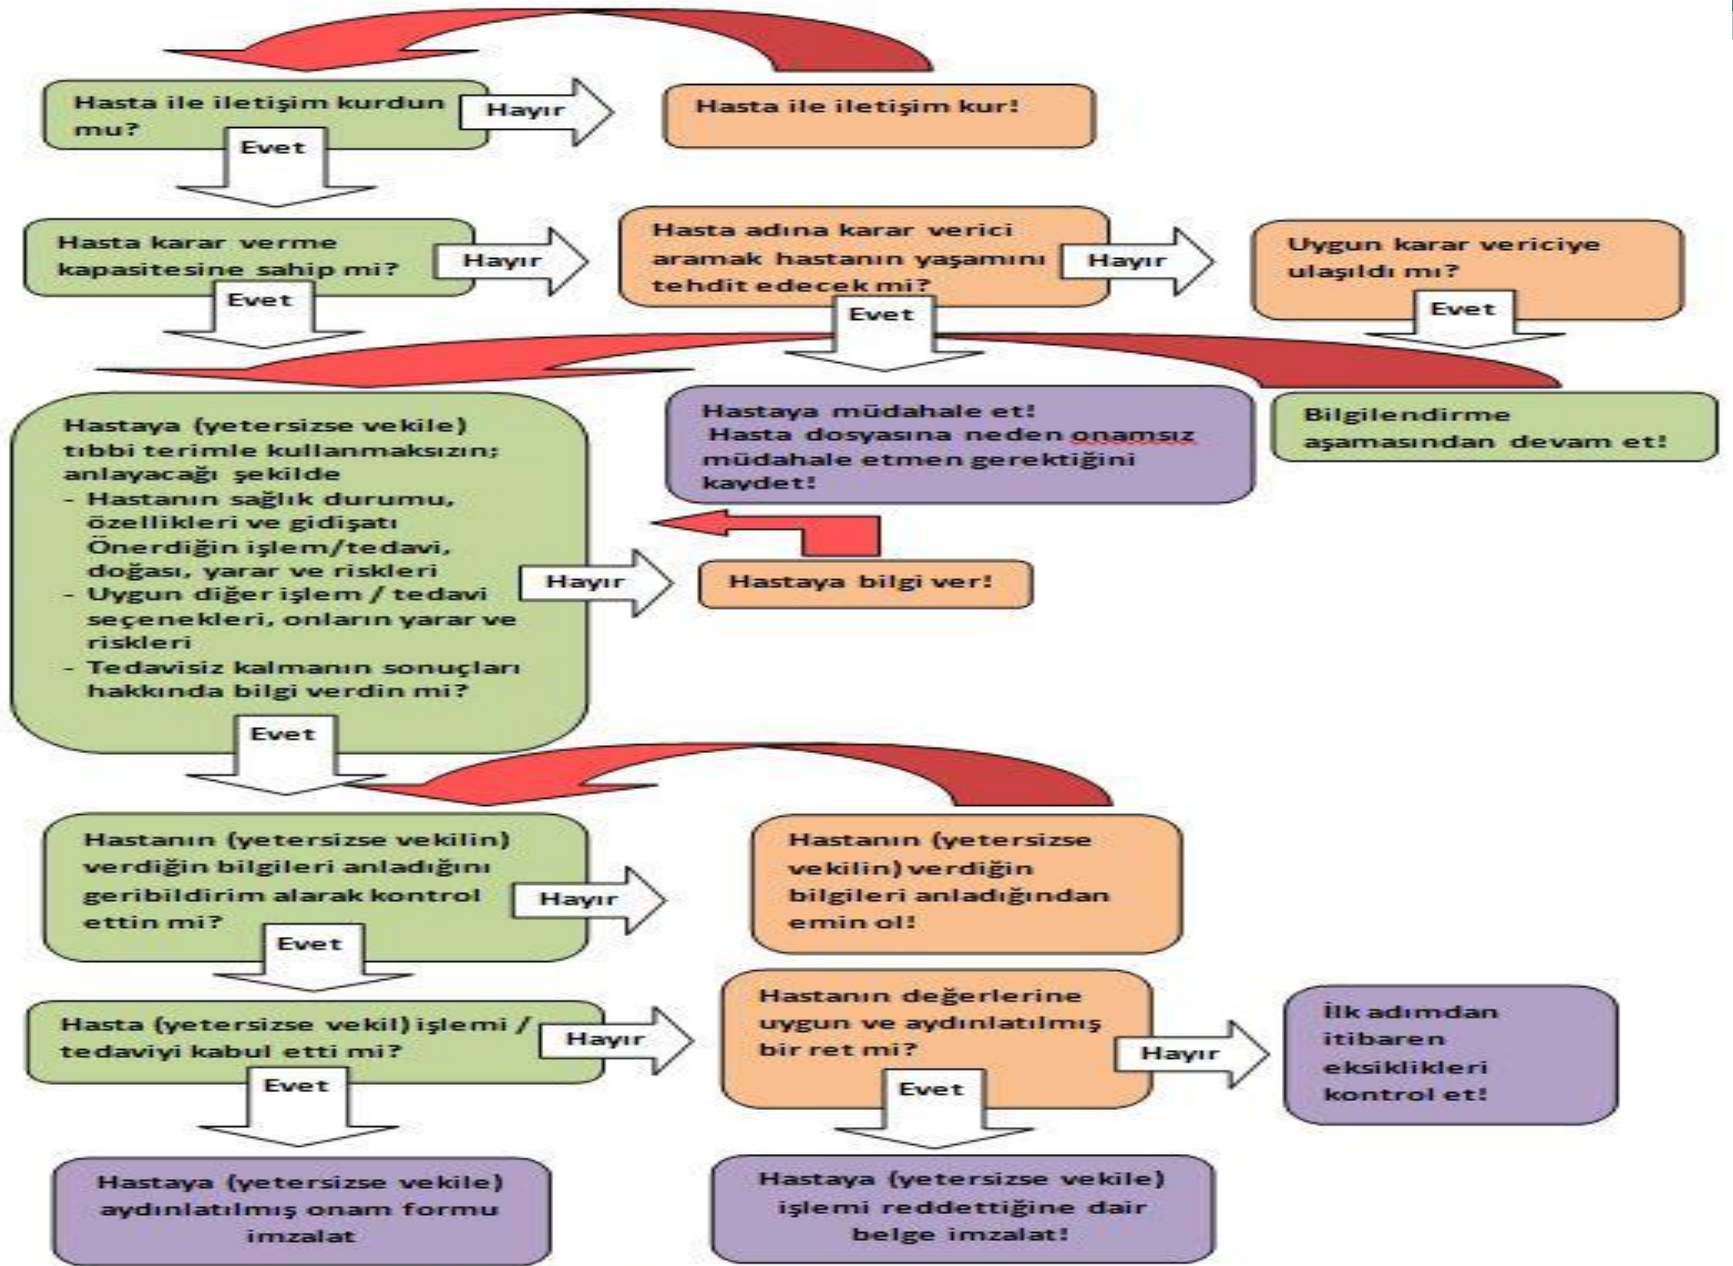 Hasta ile iletişim kurdun
mu?
Hayır
Hasta ile iletişim kur!
Evet
Hasta karar verme
kapasitesine sahip mi?
Hayır
Hasta adına karar verici
aramak hastanın yaşamını
tehdit edecek mi?
Hayır
Uygun karar vericiye
ulaşıldı mı?
Evet
Evet
Evet
Hastaya (yetersizse vekile)
tıbbi terimle kullanmaksızın;
anlayacağı şekilde
- Hastanın sağlık durumu,
özellikleri ve gidişatı
Önerdiğin işlem/tedavi,
doğası, yarar ve riskleri
- Uygun diğer işlem / tedavi
seçenekleri, onların yarar ve
riskleri
- Tedavisiz kalmanın sonuçları
hakkında bilgi verdin mi?
Hastaya müdahale et!
Hasta dosyasına neden onamsız
müdahale etmen gerektiğini
kaydet!
Bilgilendirme
aşamasından devam et!
Hayır
Hastaya bilgi ver!
Evet
Hastanın (yetersizse vekilin)
verdiğin bilgileri anladığını
geribildirim alarak kontrol
ettin mi?
Hayır
Hastanın (yetersizse
vekilin) verdiğin
bilgileri anladığından
emin ol!
Evet
Hasta (yetersizse vekil) işlemi /
tedaviyi kabul etti mi?
Hayır
Hastanın değerlerine
uygun ve aydınlatılmış
bir ret mi?
Hayır
İlk adımdan
itibaren
eksiklikleri
kontrol et!
Evet
Evet
Hastaya (yetersizse vekile)
aydınlatılmış onam formu
imzalat
Hastaya (yetersizse vekile)
işlemi reddettiğine dair
belge imzalat!